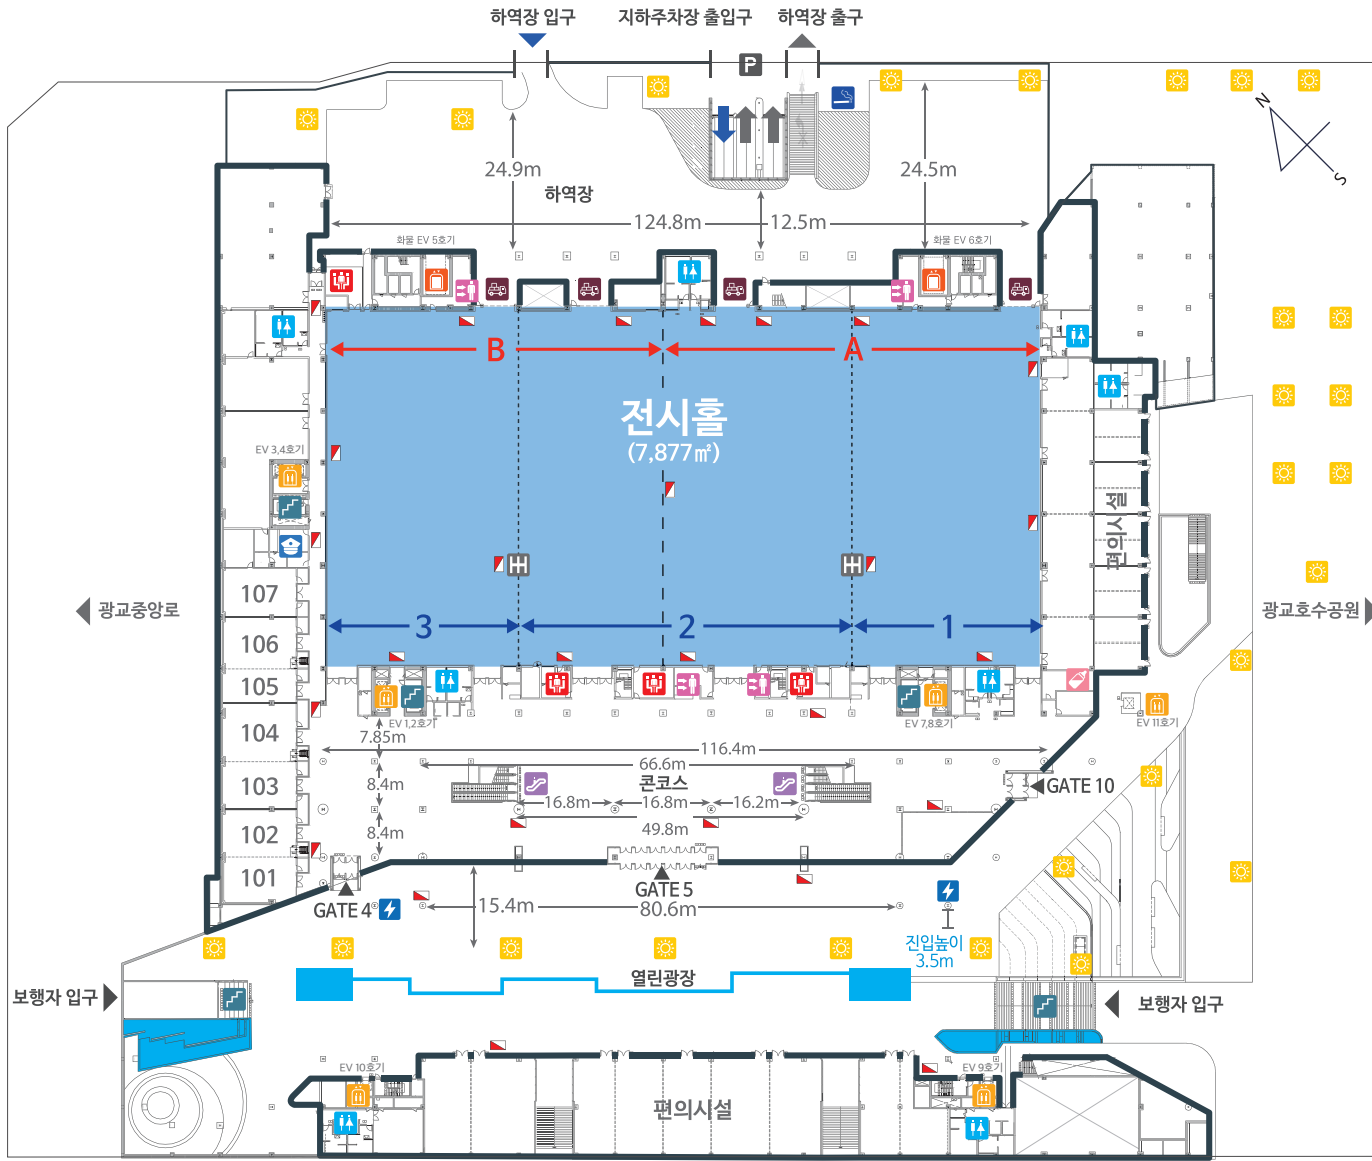 하역장 입구
지하주차장 출입구
하역장 출구
P
N
S
24.9m
24.5m
하역장
124.8m
12.5m
화물 EV 5호기
화물 EV 6호기
B
A
전시홀
(7,877㎡)
EV 3,4호기
편의시설
107
106
105
104
103
102
101
광교중앙로
광교호수공원
3
2
1
EV 1,2호기
EV 7,8호기
EV 11호기
7.85m
116.4m
66.6m
8.4m
콘코스
GATE 10
16.8m
16.8m
16.2m
8.4m
49.8m
GATE 4
GATE 5
15.4m
80.6m
진입높이
3.5m
열린광장
보행자 입구
보행자 입구
EV 10호기
EV 9호기
편의시설